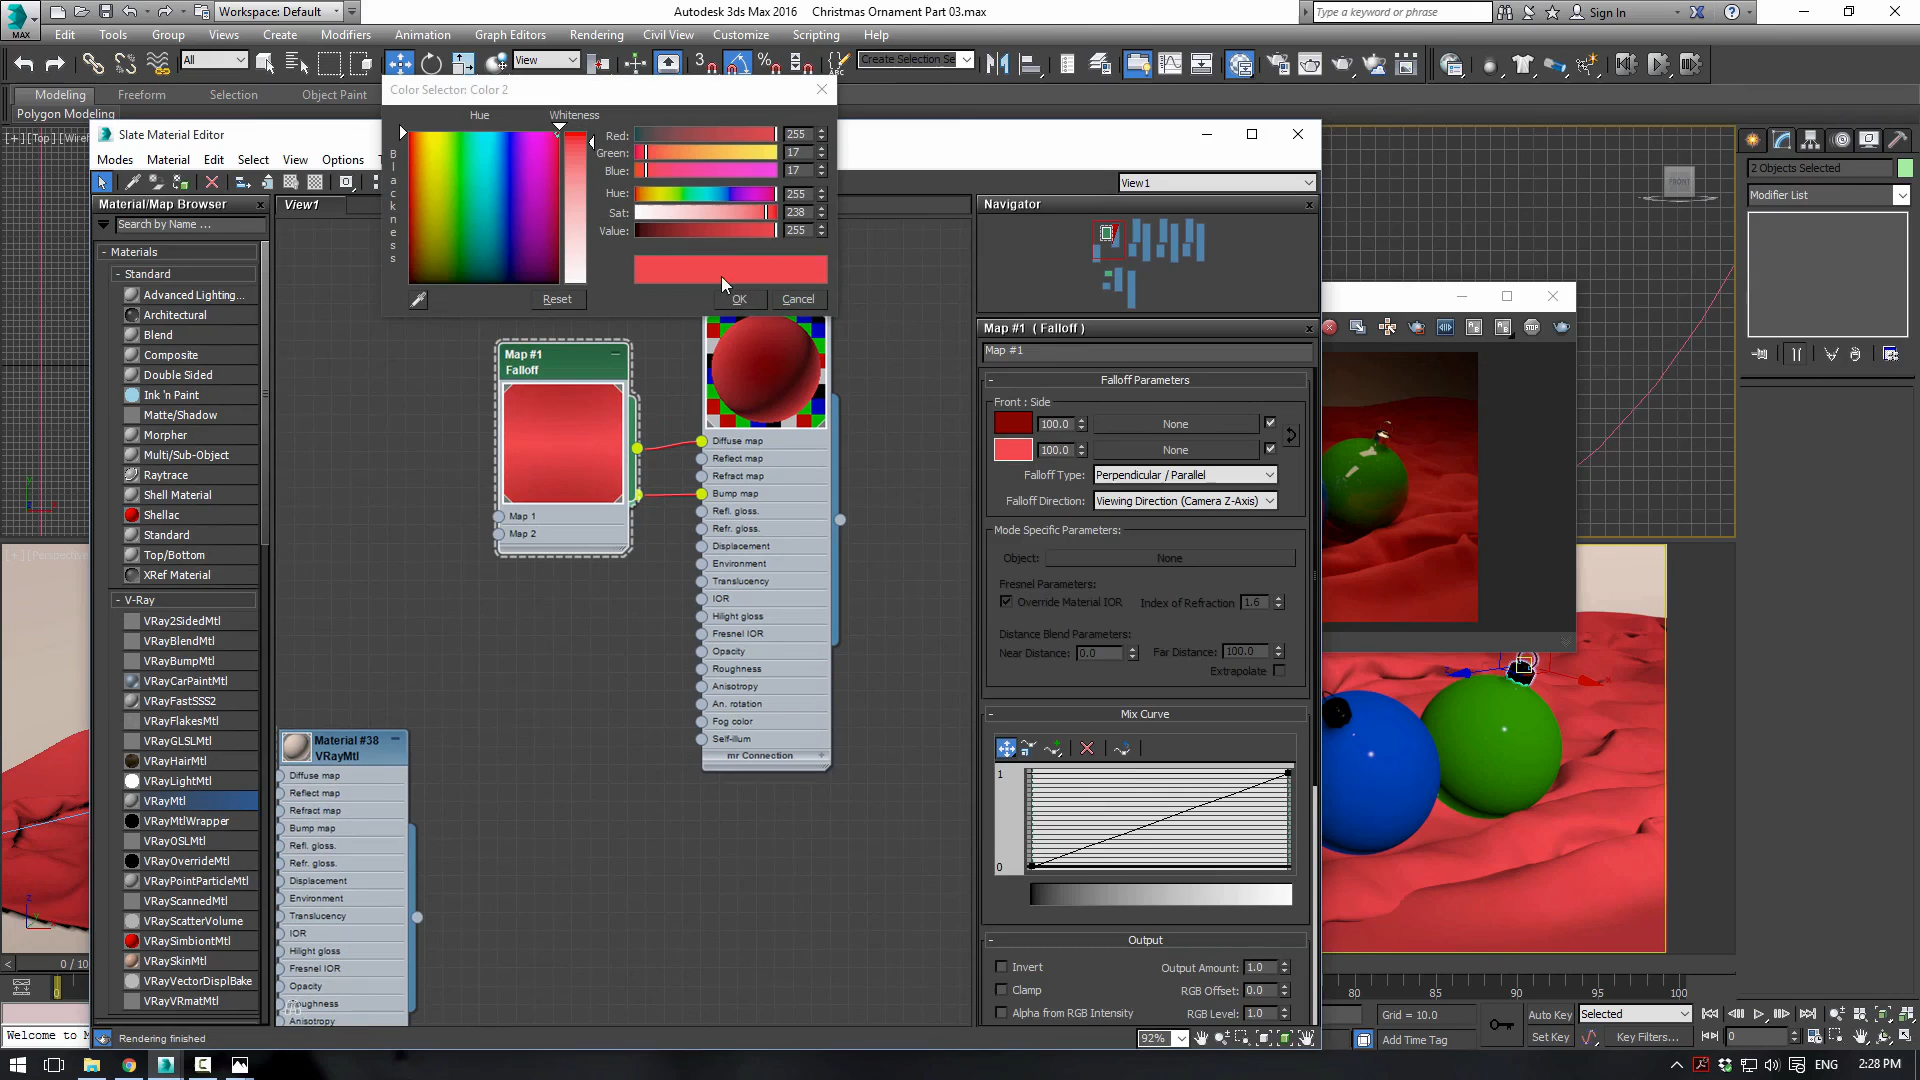 Workspace: Default
Autodesk 3ds Max 2016 Christmas Ornament Part 03.max
Type a keyword or phrase
Sign In
MAX
Edit Tools Group Views Create Modifiers Animation Graph Editors Rendering Civil View Customize Scripting Help
All
View
3
Create Selection Se
Modeling Freeform Selection Object Paint
Polygon Modeling
Color Selector: Color 2
Hue
Whiteness
Blackness
Red: 255
Green: 17
Blue: 17
Hue: 255
Sat: 238
Value: 255
Reset
OK
Cancel
[+] [Top] [Wiref
Slate Material Editor
Modes Material Edit Select View Options
View1
Material/Map Browser
View1
Search by Name ...
- Materials
- Standard
Advanced Lighting...
Architectural
Blend
Composite
Double Sided
Ink 'n Paint
Matte/Shadow
Morpher
Multi/Sub-Object
Raytrace
Shell Material
Shellac
Standard
Top/Bottom
XRef Material
- V-Ray
VRay2SidedMtl
VRayBlendMtl
VRayBumpMtl
VRayCarPaintMtl
VRayFastSSS2
VRayFlakesMtl
VRayGLSLMtl
VRayHairMtl
VRayLightMtl
VRayMtl
VRayMtlWrapper
VRayOSLMtl
VRayOverrideMtl
VRayPointParticleMtl
VRayScannedMtl
VRayScatterVolume
VRaySimbiontMtl
VRaySkinMtl
VRayVectorDisplBake
VRayVRmatMtl
Map #1
Falloff
Map 1
Map 2
Diffuse map
Reflect map
Refract map
Bump map
Refl. gloss.
Refr. gloss.
Displacement
Environment
Translucency
IOR
Hilight gloss
Fresnel IOR
Opacity
Roughness
Anisotropy
An. rotation
Fog color
Self-illum
mr Connection
Material #38
VRayMtl
Diffuse map
Reflect map
Refract map
Bump map
Refl. gloss.
Refr. gloss.
Displacement
Environment
Translucency
IOR
Hilight gloss
Fresnel IOR
Opacity
Roughness
Anisotropy
Navigator
Map #1 ( Falloff )
Map #1
Falloff Parameters
Front : Side
100.0 None
100.0 None
Falloff Type: Perpendicular / Parallel
Falloff Direction: Viewing Direction (Camera Z-Axis)
Mode Specific Parameters:
Object: None
Fresnel Parameters:
Override Material IOR Index of Refraction 1.6
Distance Blend Parameters:
Near Distance: 0.0 Far Distance: 100.0
Extrapolate
Mix Curve
1
0
Output
Invert Output Amount: 1.0
Clamp RGB Offset: 0.0
Alpha from RGB Intensity RGB Level: 1.0
92%
Rendering finished
FRONT
2 Objects Selected
Modifier List
[+] [Perspective
0 / 10
0
Welcome to M
80 85 90 95 100
Grid = 10.0
Add Time Tag
Auto Key
Selected
Set Key
Key Filters...
0
ENG
2:28 PM